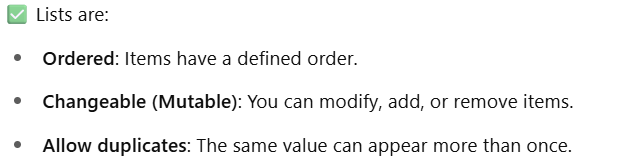 ✅ Lists are:
• Ordered: Items have a defined order.
• Changeable (Mutable): You can modify, add, or remove items.
• Allow duplicates: The same value can appear more than once.